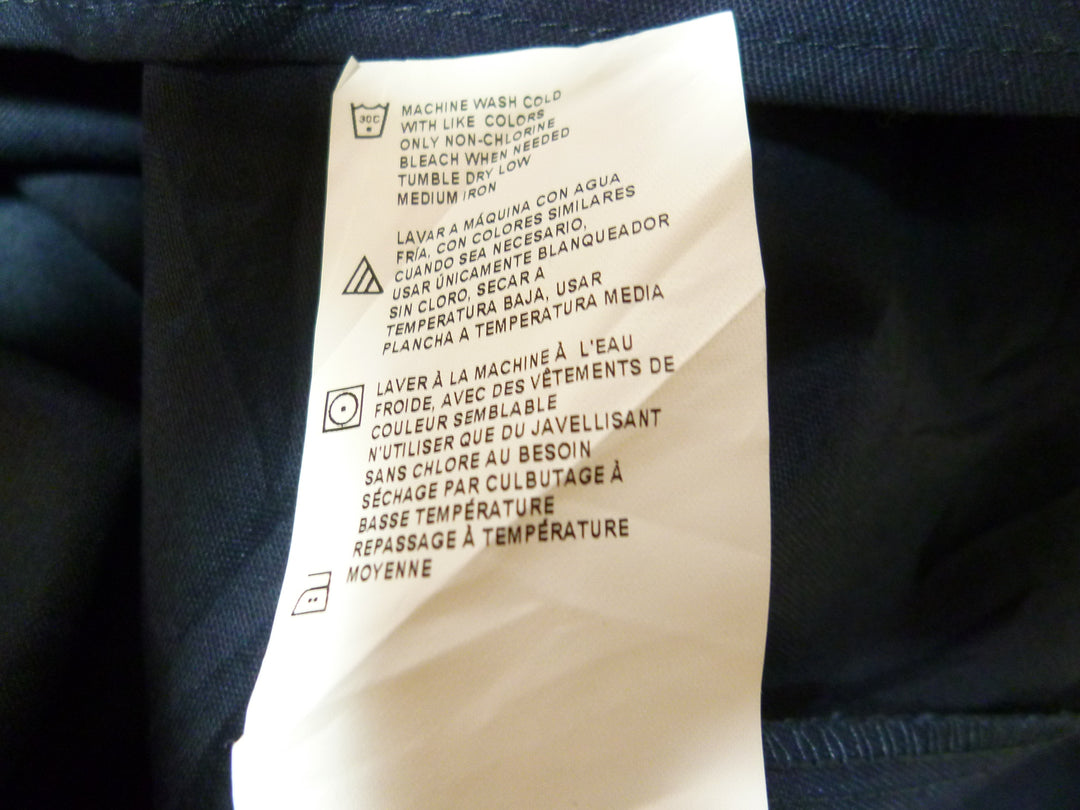 30C
MACHINE WASH COLD
WITH LIKE COLORS
ONLY NON-CHLORINE
BLEACH WHEN NEEDED
TUMBLE DRY LOW
MEDIUM IRON
LAVAR A MÁQUINA CON AGUA
FRÍA, CON COLORES SIMILARES
CUANDO SEA NECESARIO,
USAR ÚNICAMENTE BLANQUEADOR
SIN CLORO, SECAR A
TEMPERATURA BAJA, USAR
PLANCHA A TEMPERATURA MEDIA
LAVER À LA MACHINE À L'EAU
FROIDE, AVEC DES VÊTEMENTS DE
COULEUR SEMBLABLE
N'UTILISER QUE DU JAVELLISANT
SANS CHLORE AU BESOIN
SÉCHAGE PAR CULBUTAGE À
BASSE TEMPÉRATURE
REPASSAGE À TEMPÉRATURE
MOYENNE